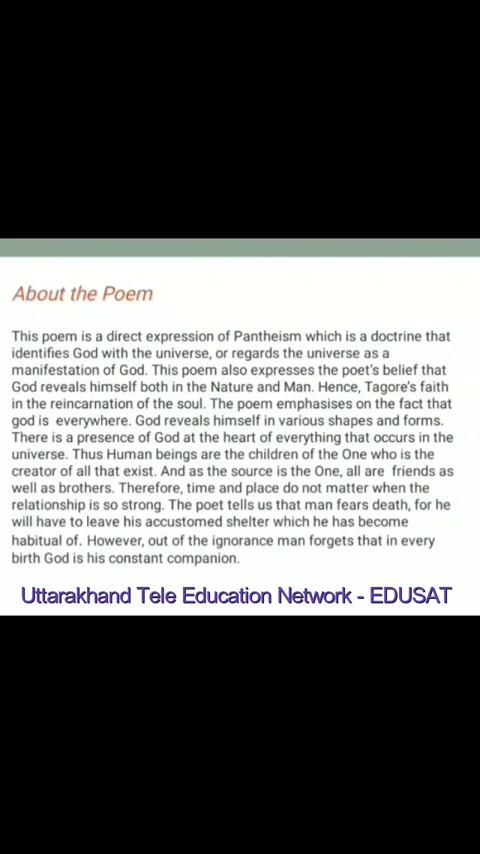 About the Poem
This poem is a direct expression of Pantheism which is a doctrine that
identifies God with the universe, or regards the universe as a
manifestation of God. This poem also expresses the poet's belief that
God reveals himself both in the Nature and Man. Hence, Tagore's faith
in the reincarnation of the soul. The poem emphasises on the fact that
god is everywhere. God reveals himself in various shapes and forms.
There is a presence of God at the heart of everything that occurs in the
universe. Thus Human beings are the children of the One who is the
creator of all that exist. And as the source is the One, all are friends as
well as brothers. Therefore, time and place do not matter when the
relationship is so strong. The poet tells us that man fears death, for he
will have to leave his accustomed shelter which he has become
habitual of. However, out of the ignorance man forgets that in every
birth God is his constant companion.
Uttarakhand Tele Education Network - EDUSAT